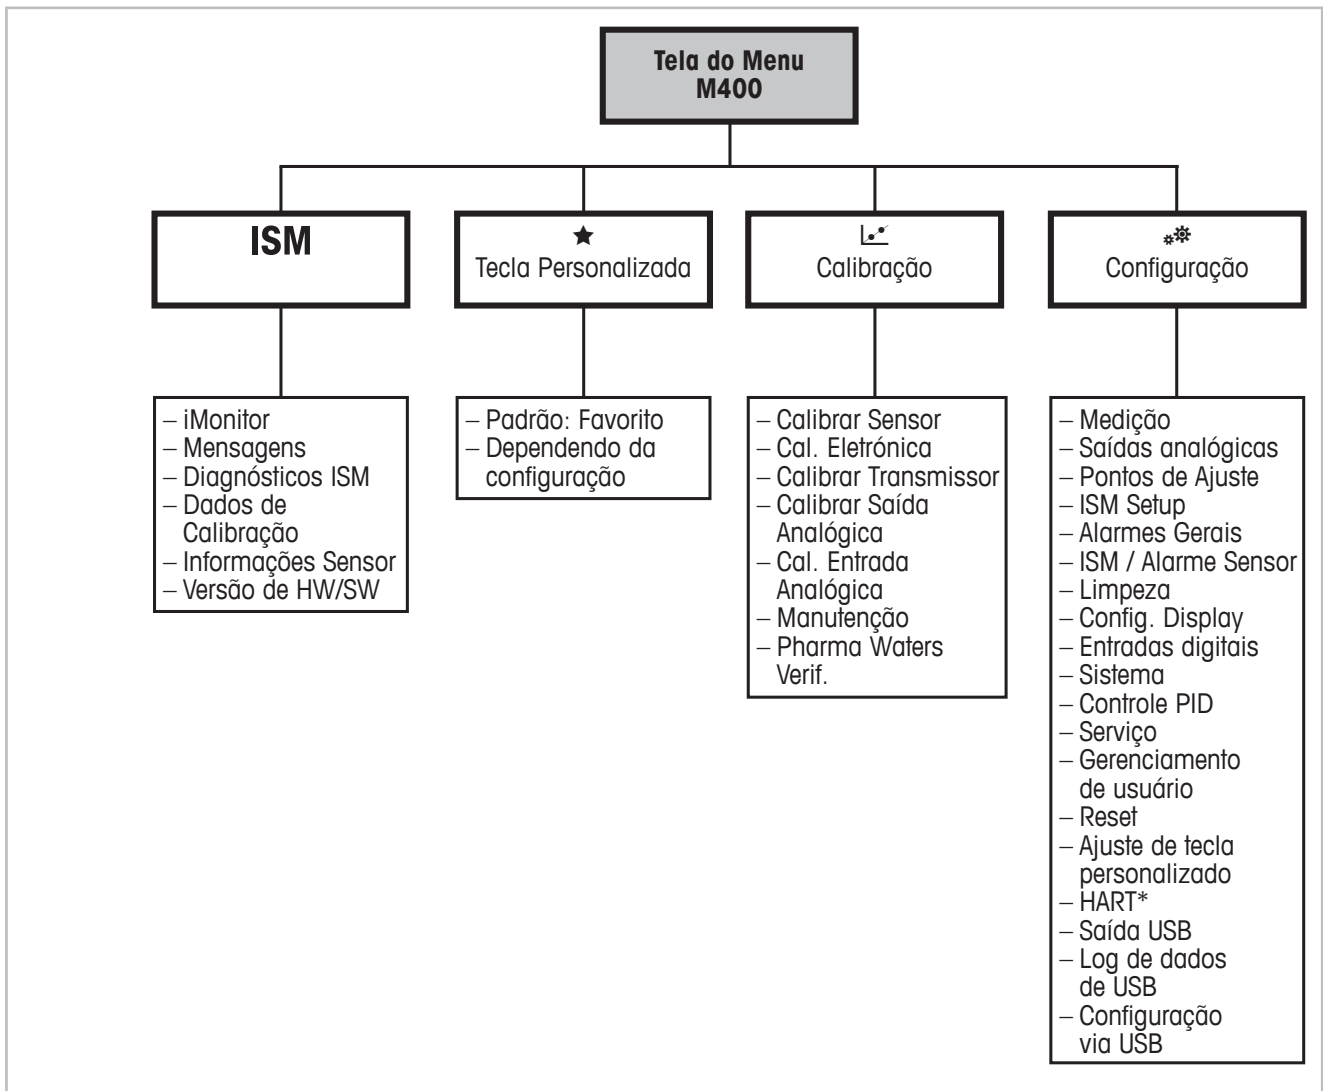 Tela do Menu
M400
ISM
Tecla Personalizada
Calibração
Configuração
– iMonitor
– Mensagens
– Diagnósticos ISM
– Dados de
Calibração
– Informações Sensor
– Versão de HW/SW
– Padrão: Favorito
– Dependendo da
configuração
– Calibrar Sensor
– Cal. Eletrónica
– Calibrar Transmissor
– Calibrar Saída
Analógica
– Cal. Entrada
Analógica
– Manutenção
– Pharma Waters
Verif.
– Medição
– Saídas analógicas
– Pontos de Ajuste
– ISM Setup
– Alarmes Gerais
– ISM / Alarme Sensor
– Limpeza
– Config. Display
– Entradas digitais
– Sistema
– Controle PID
– Serviço
– Gerenciamento
de usuário
– Reset
– Ajuste de tecla
personalizado
– HART*
– Saída USB
– Log de dados
de USB
– Configuração
via USB